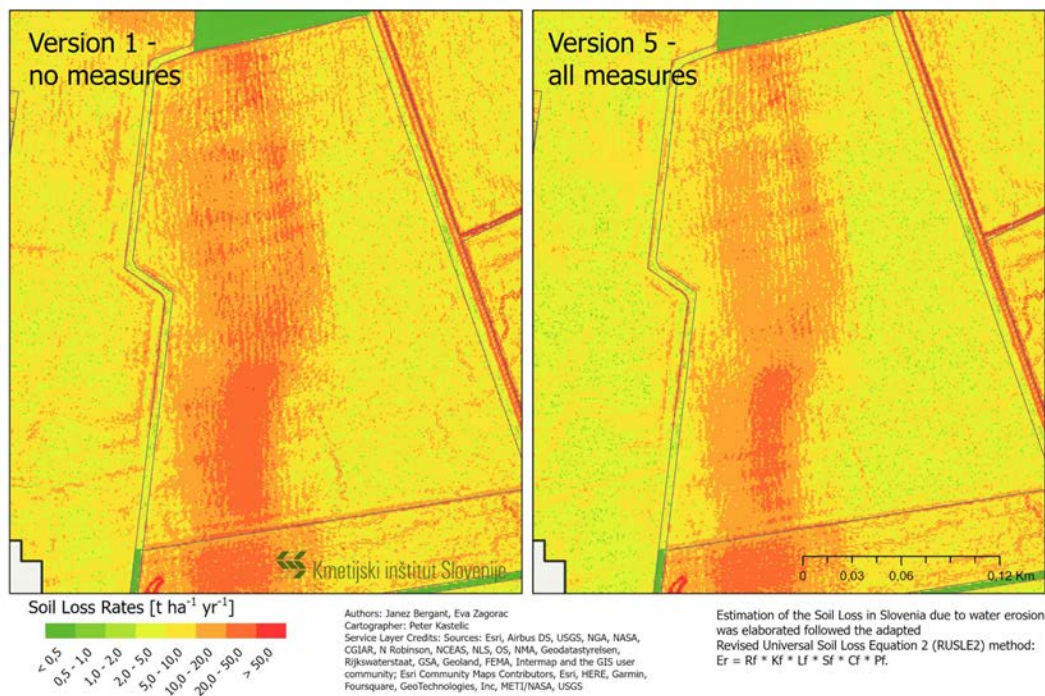 Version 1 -
no measures
Version 5 -
all measures
Kmetijski inštitut Slovenije
0 0,03 0,06 0,12 Km
Soil Loss Rates [t ha⁻¹ yr⁻¹]
< 0,5
0,5 - 1,0
1,0 - 2,0
2,0 - 5,0
5,0 - 10,0
10,0 - 20,0
20,0 - 50,0
> 50,0
Authors: Janez Bergant, Eva Zagorac
Cartographer: Peter Kastelic
Service Layer Credits: Sources: Esri, Airbus DS, USGS, NGA, NASA,
CGIAR, N Robinson, NCEAS, NLS, OS, NMA, Geodatastyrelsen,
Rijkswaterstaat, GSA, Geoland, FEMA, Intermap and the GIS user
community; Esri Community Maps Contributors, Esri, HERE, Garmin,
Foursquare, GeoTechnologies, Inc, METI/NASA, USGS
Estimation of the Soil Loss in Slovenia due to water erosion
was elaborated followed the adapted
Revised Universal Soil Loss Equation 2 (RUSLE2) method:
Er = Rf * Kf * Lf * Sf * Cf * Pf.